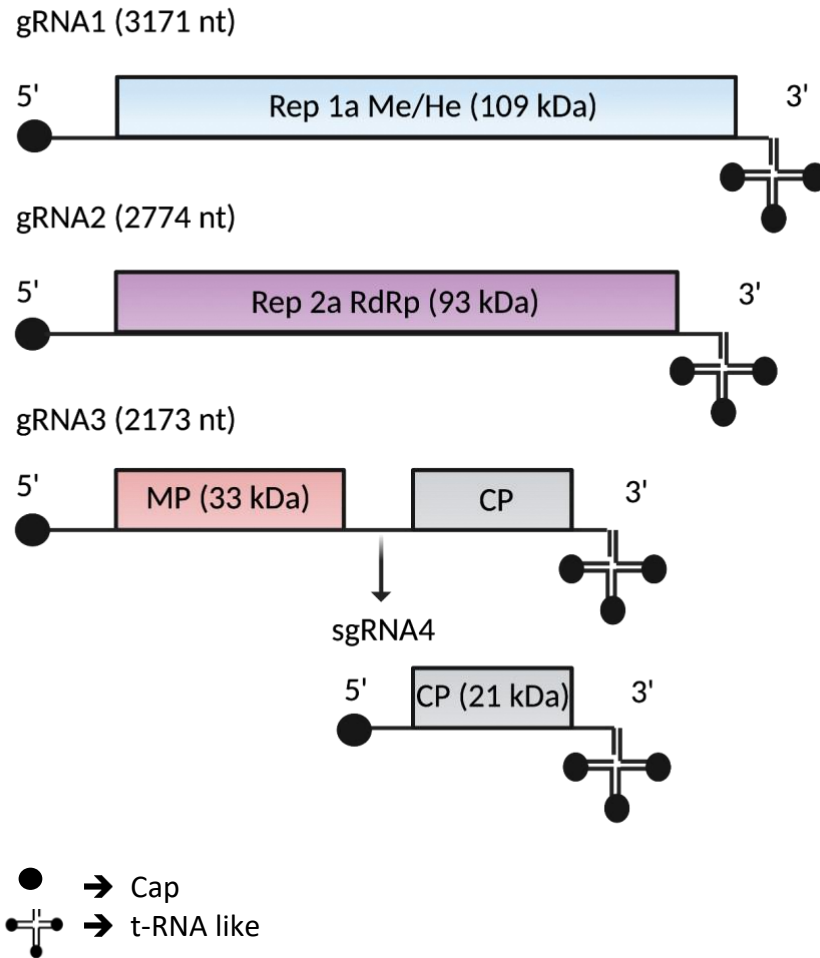 gRNA1 (3171 nt)
5' 3'
Rep 1a Me/He (109 kDa)
gRNA2 (2774 nt)
5' 3'
Rep 2a RdRp (93 kDa)
gRNA3 (2173 nt)
5' 3'
MP (33 kDa) CP
sgRNA4
5' 3'
CP (21 kDa)
➔ Cap
➔ t-RNA like